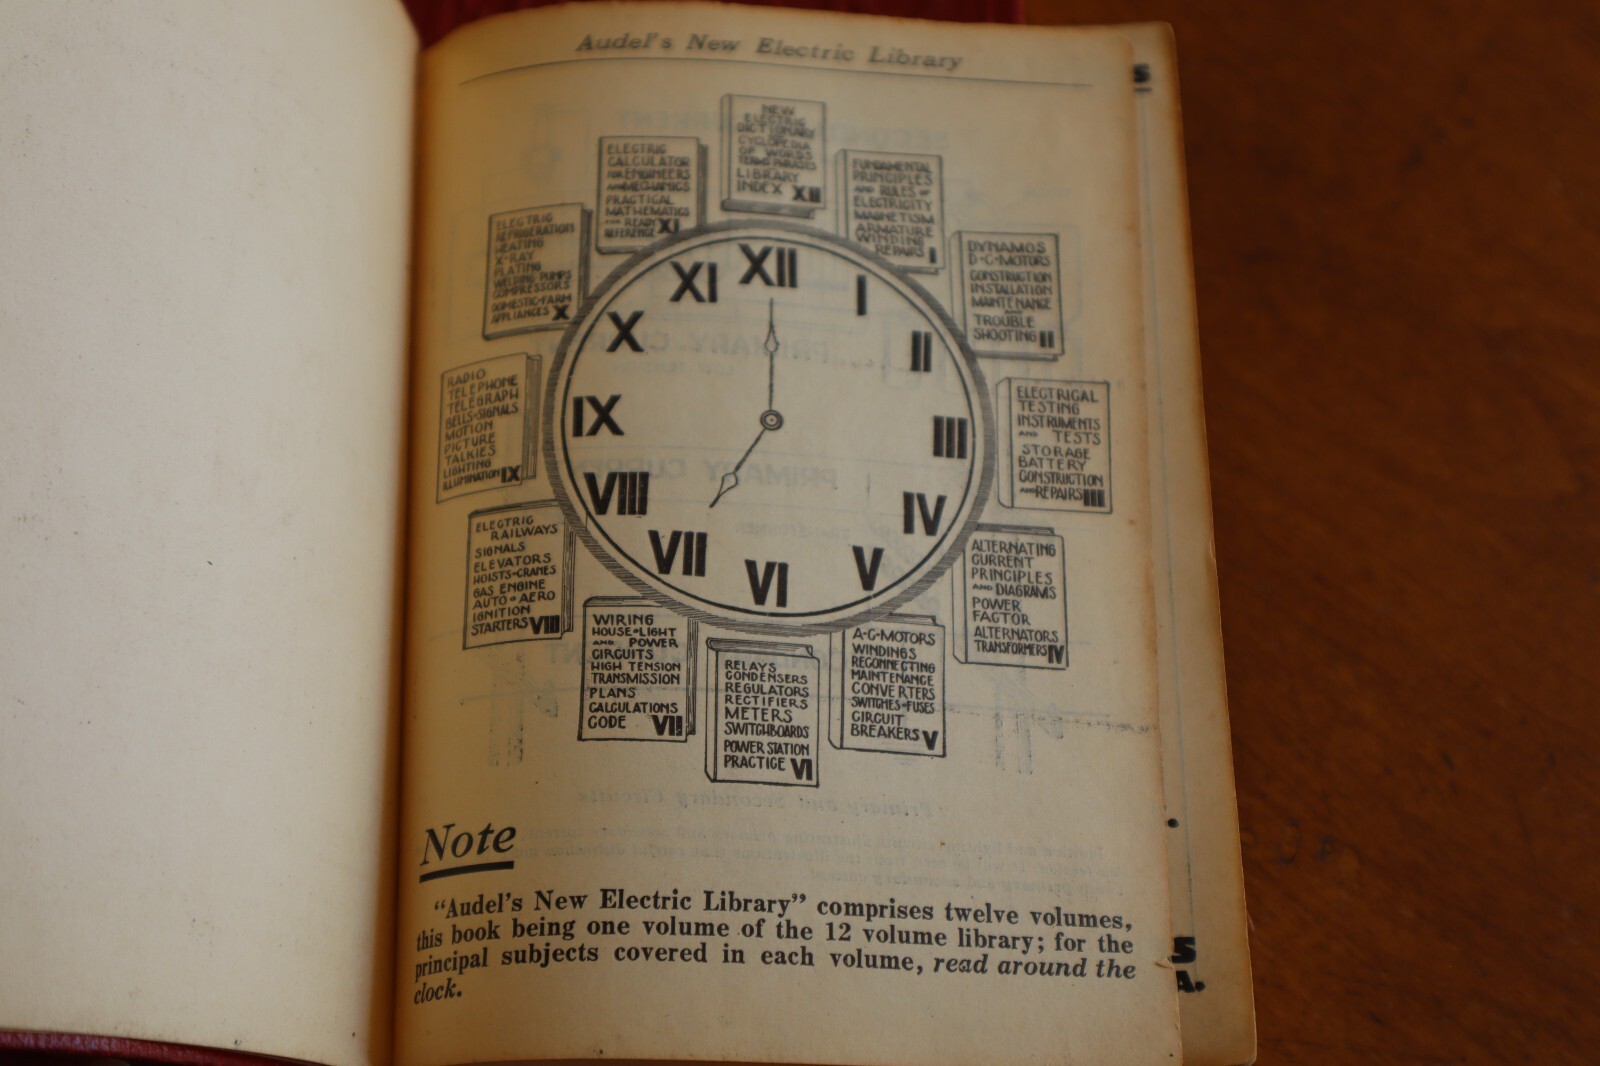 Audel's New Electric Library
NEW
ELECTRIC
DICTIONARY
CYCLOPEDIA
OF WORDS
TERMS PHRASES
LIBRARY
INDEX XII
FUNDAMENTAL
PRINCIPLES
AND RULES OF
ELECTRICITY
MAGNETISM
ARMATURE
WINDING
REPAIRS I
DYNAMOS
D-C-MOTORS
CONSTRUCTION
INSTALLATION
MAINTENANCE
AND
TROUBLE
SHOOTING II
ELECTRICAL
TESTING
INSTRUMENTS
AND TESTS
STORAGE
BATTERY
CONSTRUCTION
AND REPAIRS III
ALTERNATING
CURRENT
PRINCIPLES
AND DIAGRAMS
POWER
FACTOR
ALTERNATORS
TRANSFORMERS IV
A-C-MOTORS
WINDINGS
RECONNECTING
MAINTENANCE
CONVERTERS
SWITCHES-FUSES
CIRCUIT
BREAKERS V
RELAYS
CONDENSERS
REGULATORS
RECTIFIERS
METERS
SWITCHBOARDS
POWER STATION
PRACTICE VI
WIRING
HOUSE-LIGHT
AND POWER
CIRCUITS
HIGH TENSION
TRANSMISSION
PLANS
CALCULATIONS
CODE VII
ELECTRIC
RAILWAYS
SIGNALS
ELEVATORS
HOISTS-CRANES
GAS ENGINE
AUTO-AERO
IGNITION
STARTERS VIII
RADIO
TELEPHONE
TELEGRAPH
BELLS-SIGNALS
MOTION
PICTURE
TALKIES
LIGHTING
ILLUMINATION IX
ELECTRIC
REFRIGERATION
HEATING
X-RAY
PLATING
WELDING-PUMPS
COMPRESSORS
DOMESTIC-FARM
APPLIANCES X
ELECTRIC
CALCULATOR
FOR ENGINEERS
AND MECHANICS
PRACTICAL
MATHEMATICS
FOR READY
REFERENCE XI
XII
I
II
III
IV
V
VI
VII
VIII
IX
X
XI
Note
"Audel's New Electric Library" comprises twelve volumes,
this book being one volume of the 12 volume library; for the
principal subjects covered in each volume, read around the
clock.
S
S
A.